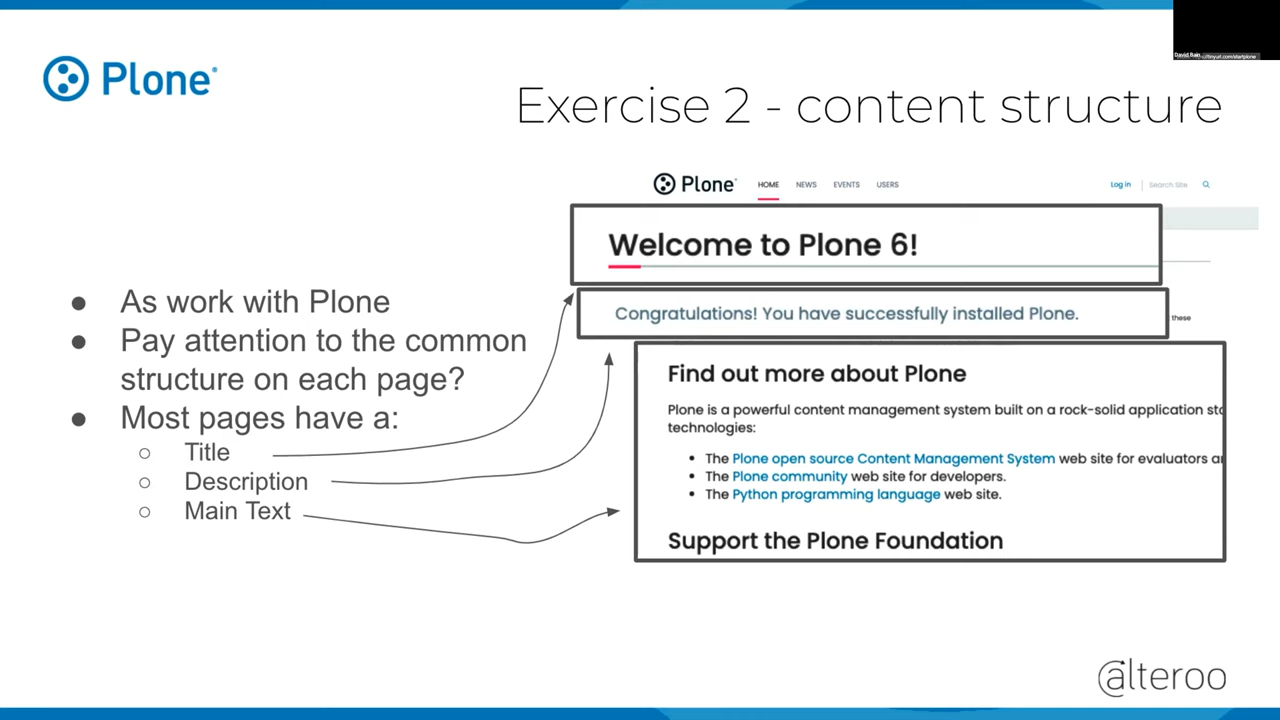 David Bain
Plone
Exercise 2 - content structure
Plone
HOME NEWS EVENTS USERS
Log in Search Site
Welcome to Plone 6!
Congratulations! You have successfully installed Plone.
these
● As work with Plone
● Pay attention to the common
structure on each page?
● Most pages have a:
○ Title
○ Description
○ Main Text
Find out more about Plone
Plone is a powerful content management system built on a rock-solid application
technologies:
• The Plone open source Content Management System web site for evaluators
• The Plone community web site for developers.
• The Python programming language web site.
Support the Plone Foundation
@alteroo